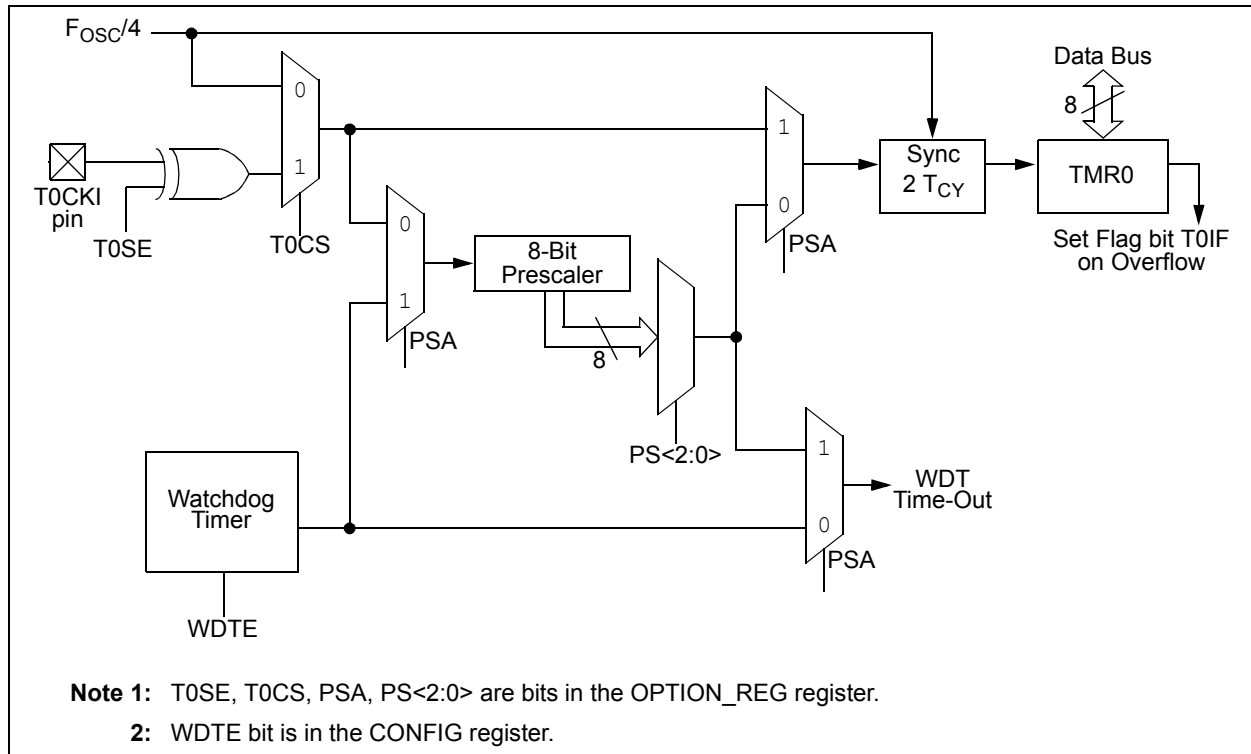 FOSC/4
Data Bus
8
0
1
T0CKI
pin
T0SE
T0CS
0
1
PSA
8-Bit
Prescaler
8
PS<2:0>
1
0
PSA
Sync
2 TCY
TMR0
Set Flag bit T0IF
on Overflow
Watchdog
Timer
WDTE
1
0
PSA
WDT
Time-Out
Note 1: T0SE, T0CS, PSA, PS<2:0> are bits in the OPTION_REG register.
2: WDTE bit is in the CONFIG register.